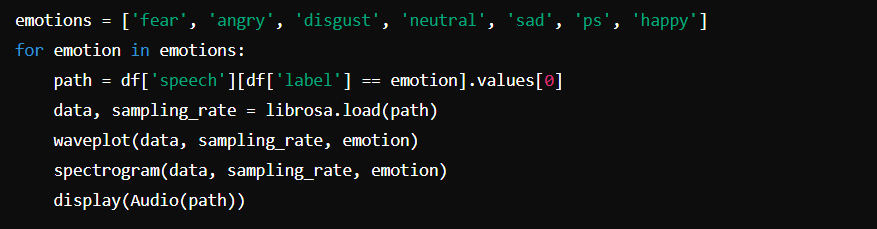 emotions = ['fear', 'angry', 'disgust', 'neutral', 'sad', 'ps', 'happy']
for emotion in emotions:
    path = df['speech'][df['label'] == emotion].values[0]
    data, sampling_rate = librosa.load(path)
    waveplot(data, sampling_rate, emotion)
    spectrogram(data, sampling_rate, emotion)
    display(Audio(path))